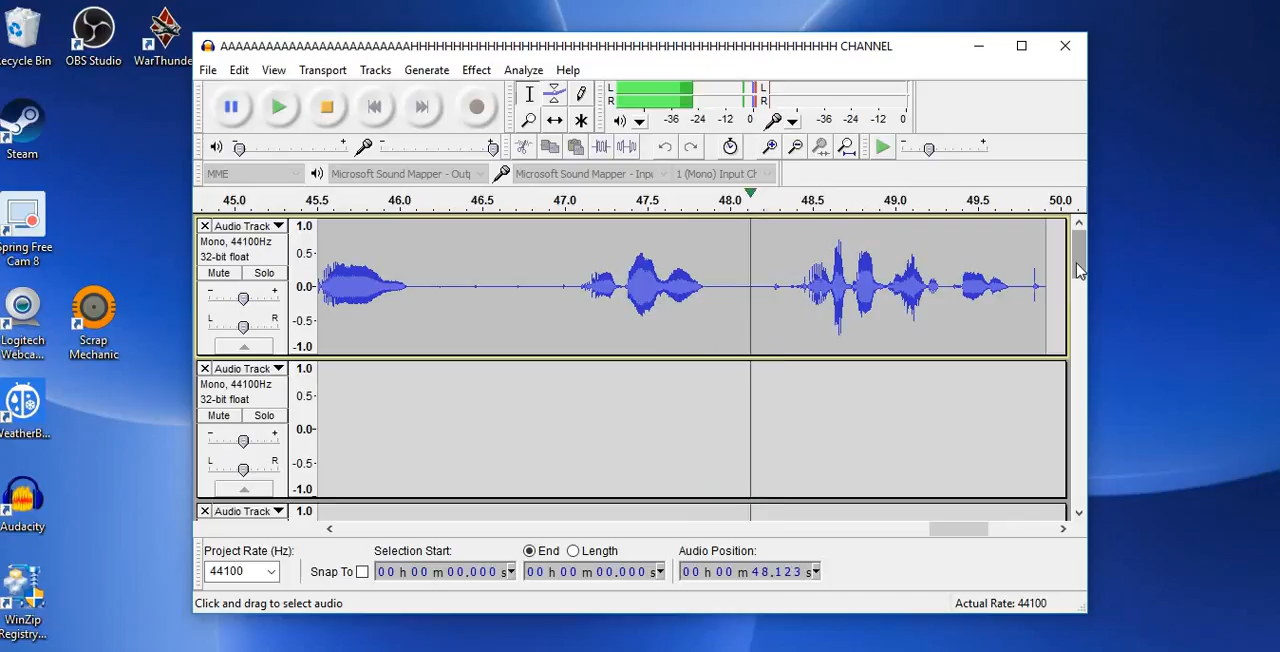 ecycle Bin
OBS Studio
WarThunde
Steam
Spring Free
Cam 8
Logitech
Webca...
Scrap
Mechanic
WeatherB...
Audacity
WinZip
Registry...
AAAAAAAAAAAAAAAAAAAAAAAAAHHHHHHHHHHHHHHHHHHHHHHHHHHHHHHHHHHHHHHHHHHHHHHHHHH CHANNEL
File Edit View Transport Tracks Generate Effect Analyze Help
L R -36 -24 -12 0 L R -36 -24 -12 0
MME Microsoft Sound Mapper - Outp Microsoft Sound Mapper - Inpu 1 (Mono) Input Ch
45.0 45.5 46.0 46.5 47.0 47.5 48.0 48.5 49.0 49.5 50.0
Audio Track 1.0
Mono, 44100Hz
32-bit float 0.5
Mute Solo 0.0
- +
L R -0.5
-1.0
Audio Track 1.0
Mono, 44100Hz
32-bit float 0.5
Mute Solo 0.0
- +
L R -0.5
-1.0
Audio Track 1.0
Project Rate (Hz): Selection Start: End Length Audio Position:
44100 Snap To 00 h 00 m 00.000 s 00 h 00 m 00.000 s 00 h 00 m 48.123 s
Click and drag to select audio Actual Rate: 44100